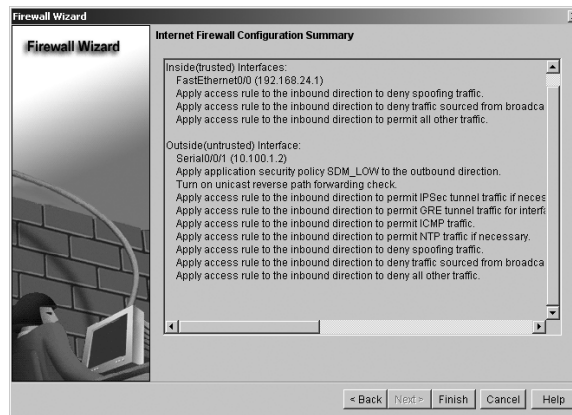 Firewall Wizard
Firewall Wizard
Internet Firewall Configuration Summary
Inside(trusted) Interfaces:
FastEthernet0/0 (192.168.24.1)
Apply access rule to the inbound direction to deny spoofing traffic.
Apply access rule to the inbound direction to deny traffic sourced from broadca
Apply access rule to the inbound direction to permit all other traffic.
Outside(untrusted) Interface:
Serial0/0/1 (10.100.1.2)
Apply application security policy SDM_LOW to the outbound direction.
Turn on unicast reverse path forwarding check.
Apply access rule to the inbound direction to permit IPSec tunnel traffic if neces
Apply access rule to the inbound direction to permit GRE tunnel traffic for interfa
Apply access rule to the inbound direction to permit ICMP traffic.
Apply access rule to the inbound direction to permit NTP traffic if necessary.
Apply access rule to the inbound direction to deny spoofing traffic.
Apply access rule to the inbound direction to deny traffic sourced from broadca
Apply access rule to the inbound direction to deny all other traffic.
< Back Next > Finish Cancel Help